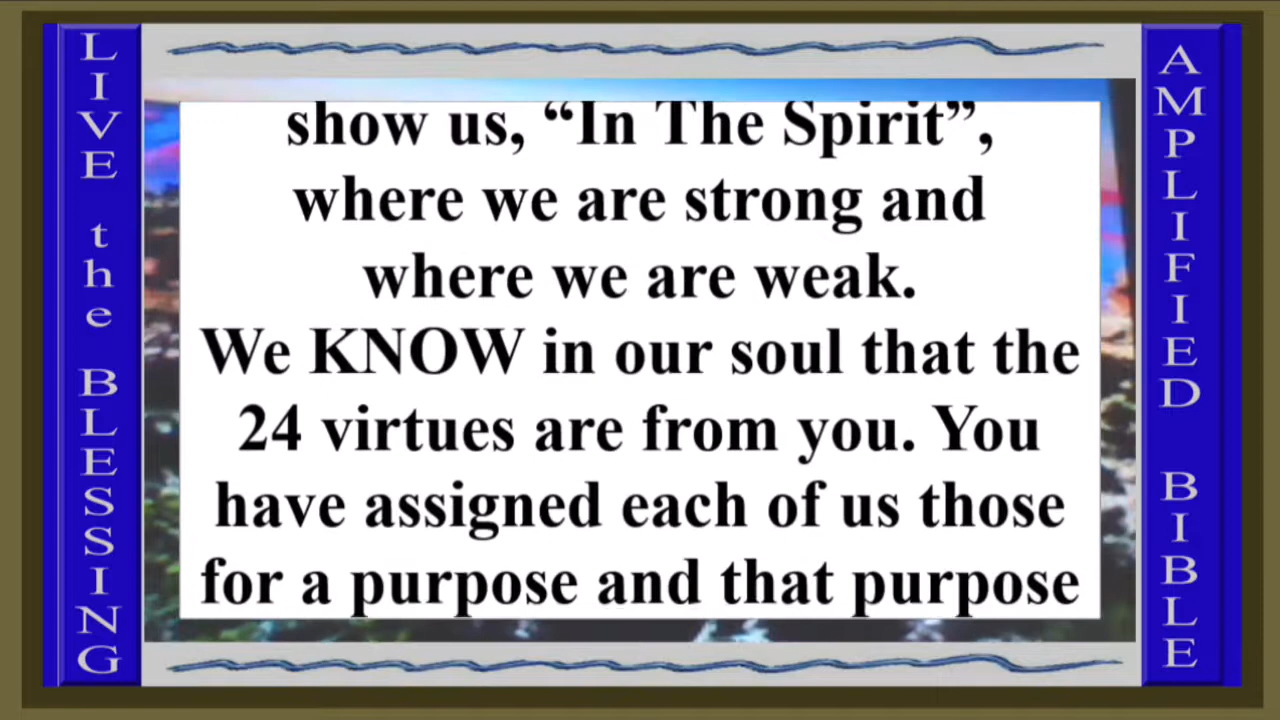 LIVE the BLESSING
show us, “In The Spirit”,
where we are strong and
where we are weak.
We KNOW in our soul that the
24 virtues are from you. You
have assigned each of us those
for a purpose and that purpose
AMPLIFIED BIBLE